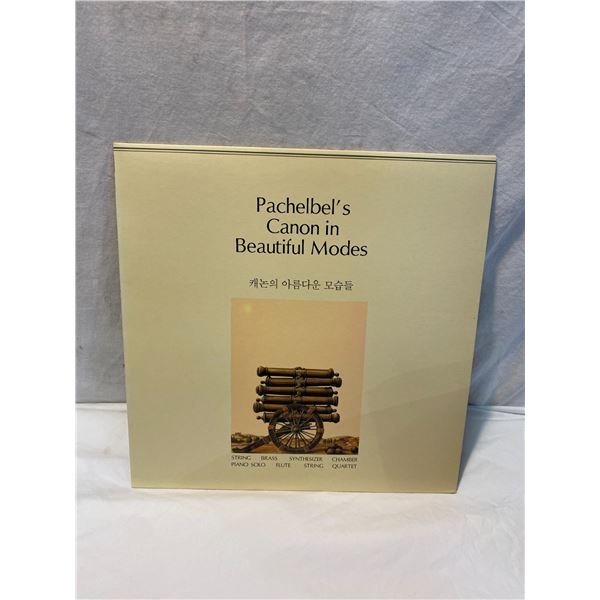 Pachelbel's
Canon in
Beautiful Modes
캐논의 아름다운 모습들
STRING BRASS SYNTHESIZER CHAMBER
PIANO SOLO FLUTE STRING QUARTET